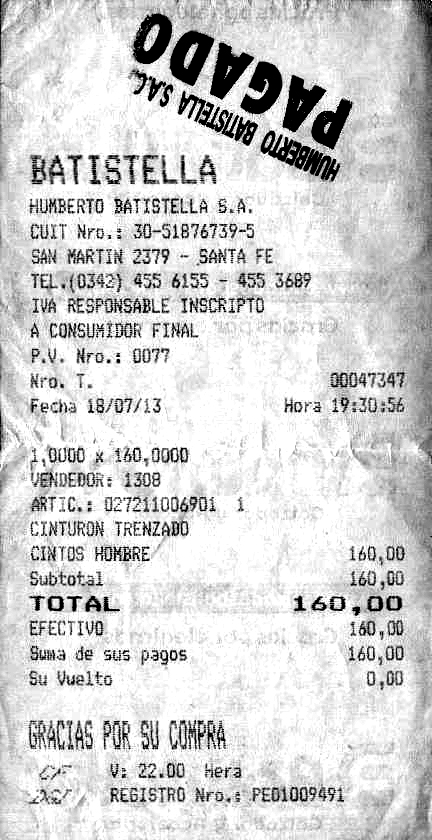 PAGADO
HUMBERTO BATISTELLA S.A.C.
BATISTELLA
HUMBERTO BATISTELLA S.A.
CUIT Nro.: 30-51876739-5
SAN MARTIN 2379 - SANTA FE
TEL.(0342) 455 6155 - 455 3689
IVA RESPONSABLE INSCRIPTO
A CONSUMIDOR FINAL
P.V. Nro.: 0077
Nro. T. 00047347
Fecha 18/07/13 Hora 19:30:56
1,0000 x 160,0000
VENDEDOR: 1308
ARTIC.: 027211006901 1
CINTURON TRENZADO
CINTOS HOMBRE 160,00
Subtotal 160,00
TOTAL 160,00
EFECTIVO 160,00
Suma de sus pagos 160,00
Su Vuelto 0,00
GRACIAS POR SU COMPRA
CF V: 22.00 Hera
DGI REGISTRO Nro.: PEO1009491